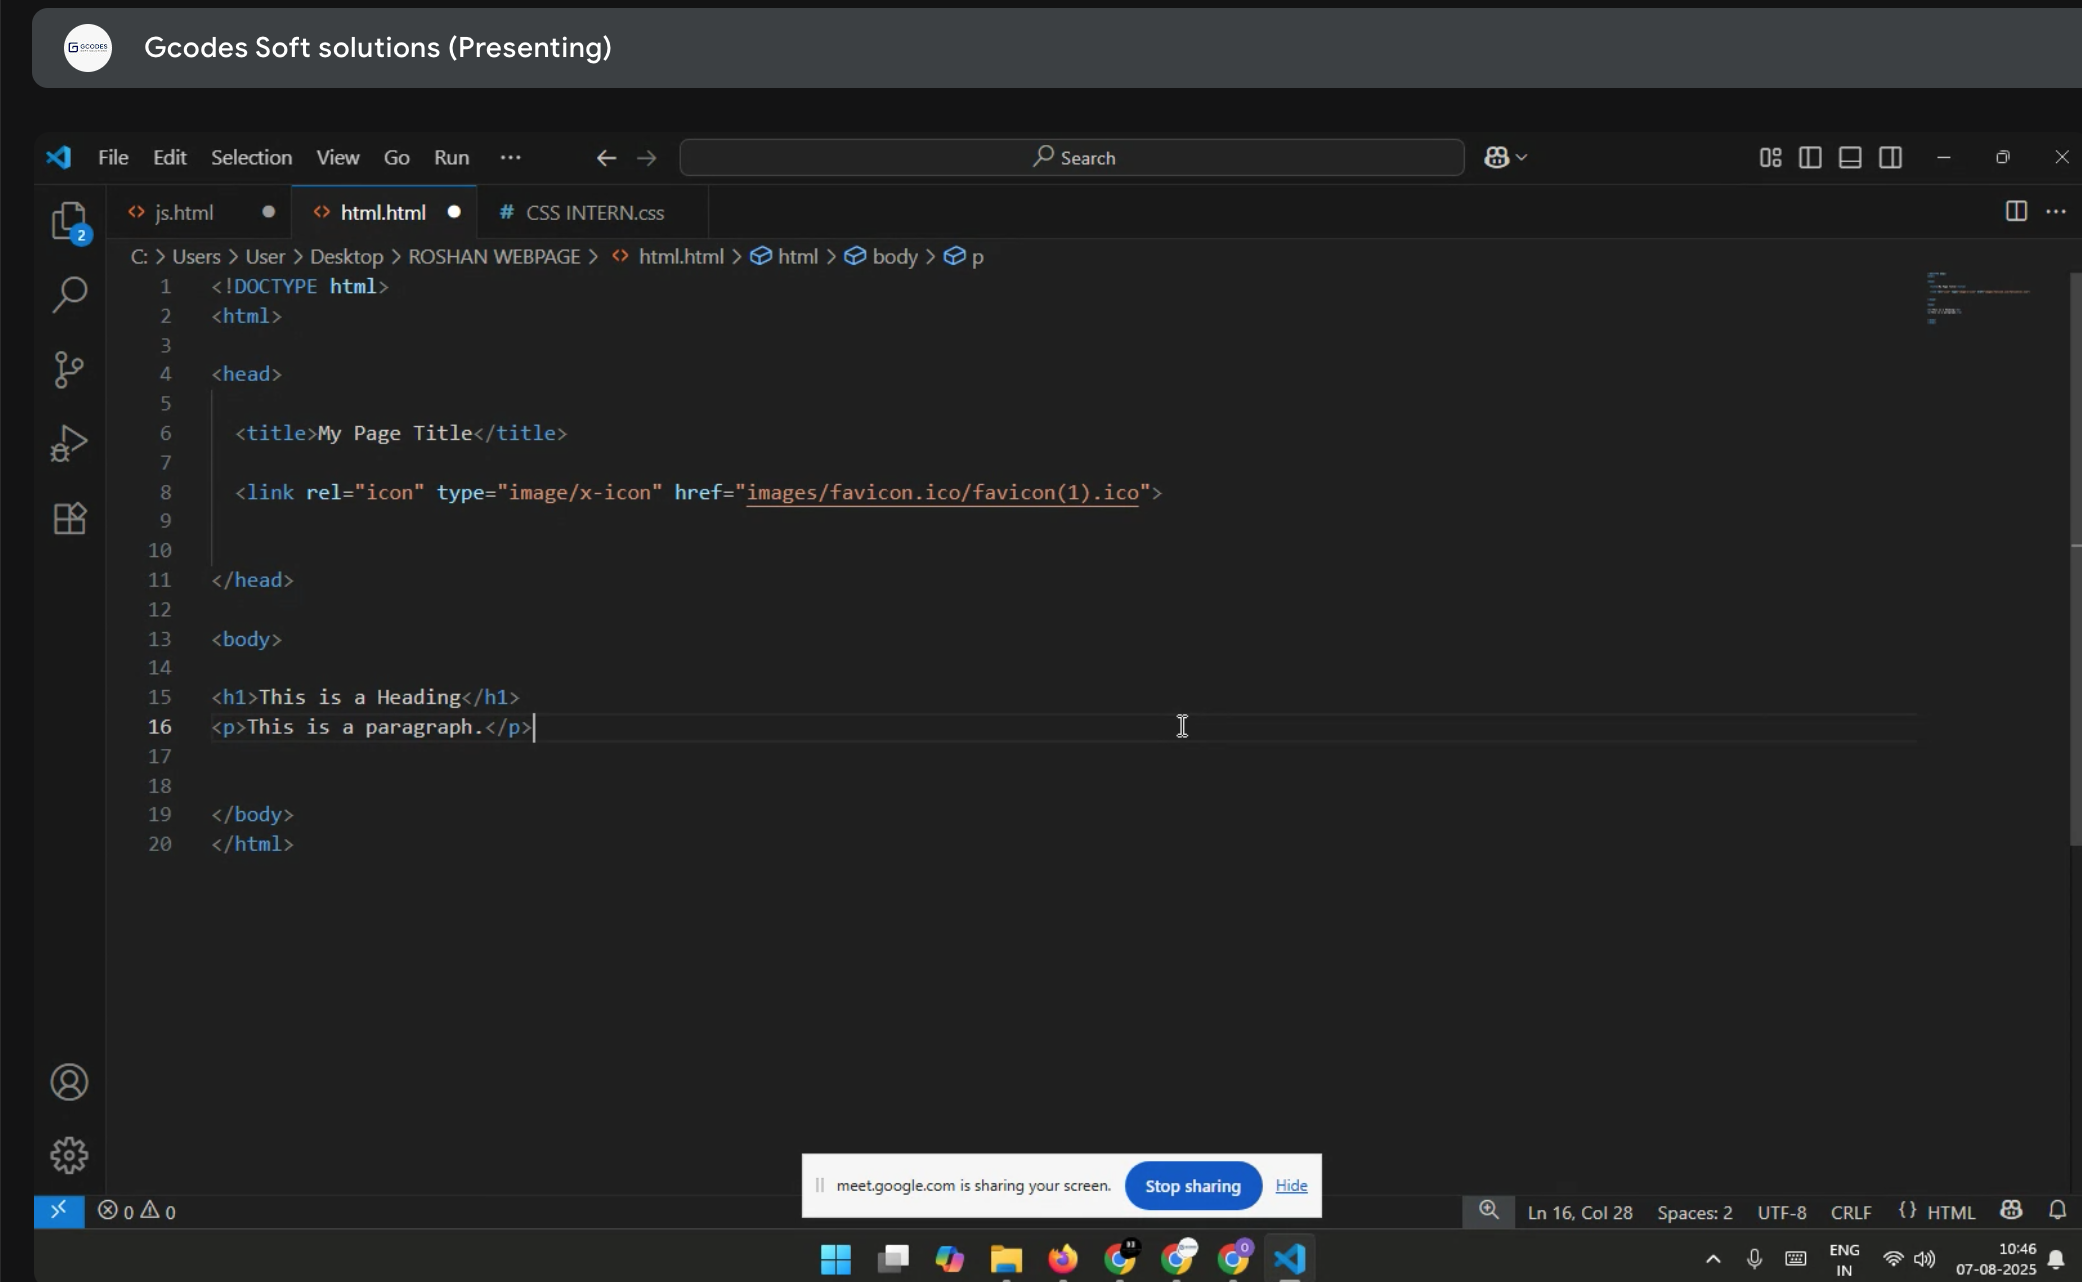 GCODES
Gcodes Soft solutions (Presenting)
File Edit Selection View Go Run ... Search
js.html html.html # CSS INTERN.css
2
C: > Users > User > Desktop > ROSHAN WEBPAGE > <> html.html > html > body > p
1 <!DOCTYPE html>
2 <html>
3
4 <head>
5
6 <title>My Page Title</title>
7
8 <link rel="icon" type="image/x-icon" href="images/favicon.ico/favicon(1).ico">
9
10
11 </head>
12
13 <body>
14
15 <h1>This is a Heading</h1>
16 <p>This is a paragraph.</p>
17
18
19 </body>
20 </html>
meet.google.com is sharing your screen. Stop sharing Hide
0 0 Ln 16, Col 28 Spaces: 2 UTF-8 CRLF {} HTML
ENG 10:46
IN 07-08-2025